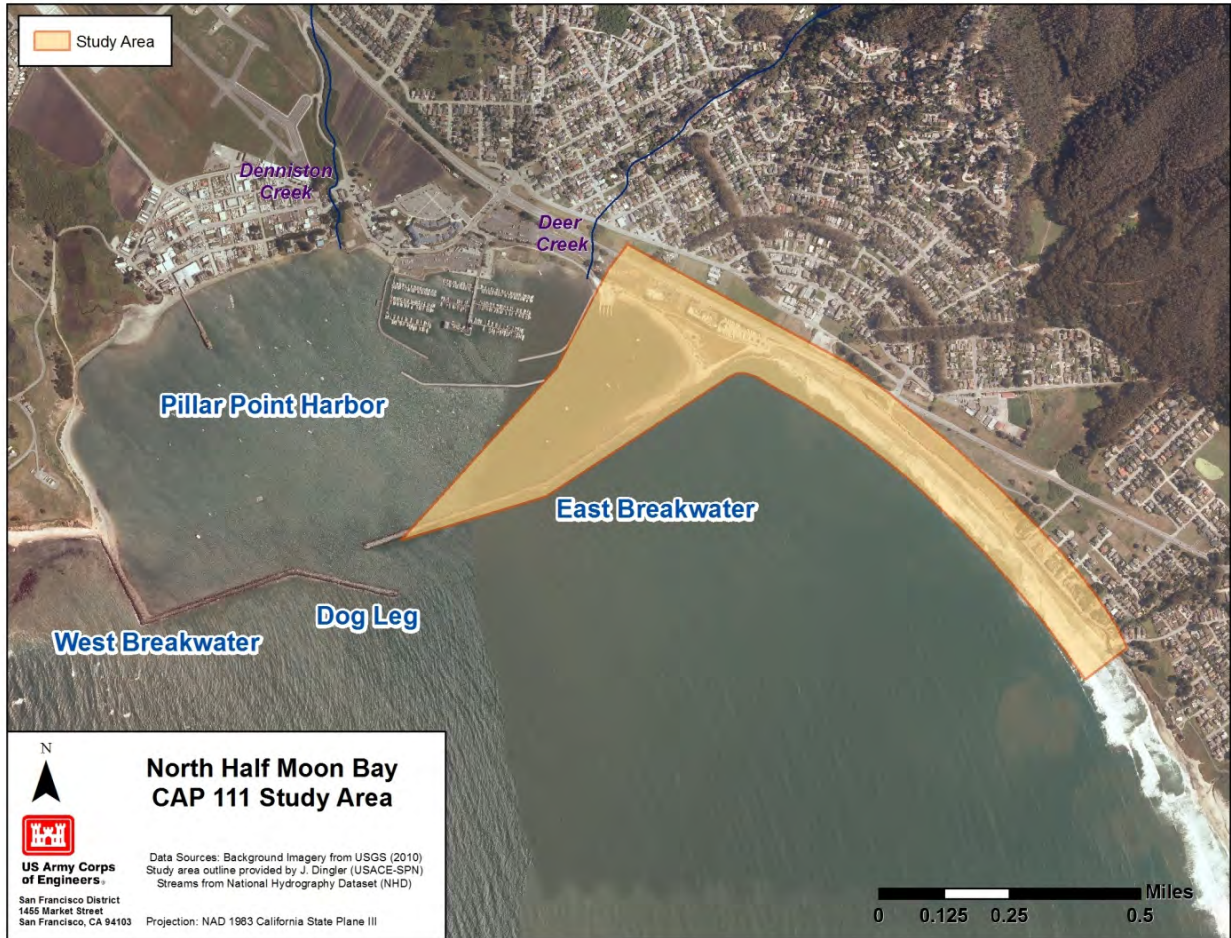 Study Area
Denniston
Creek
Deer
Creek
Pillar Point Harbor
East Breakwater
Dog Leg
West Breakwater
N
North Half Moon Bay
CAP 111 Study Area
US Army Corps
of Engineers®
Data Sources: Background Imagery from USGS (2010)
Study area outline provided by J. Dingler (USACE-SPN)
Streams from National Hydrography Dataset (NHD)
San Francisco District
1455 Market Street
San Francisco, CA 94103
Projection: NAD 1983 California State Plane III
Miles
0 0.125 0.25 0.5